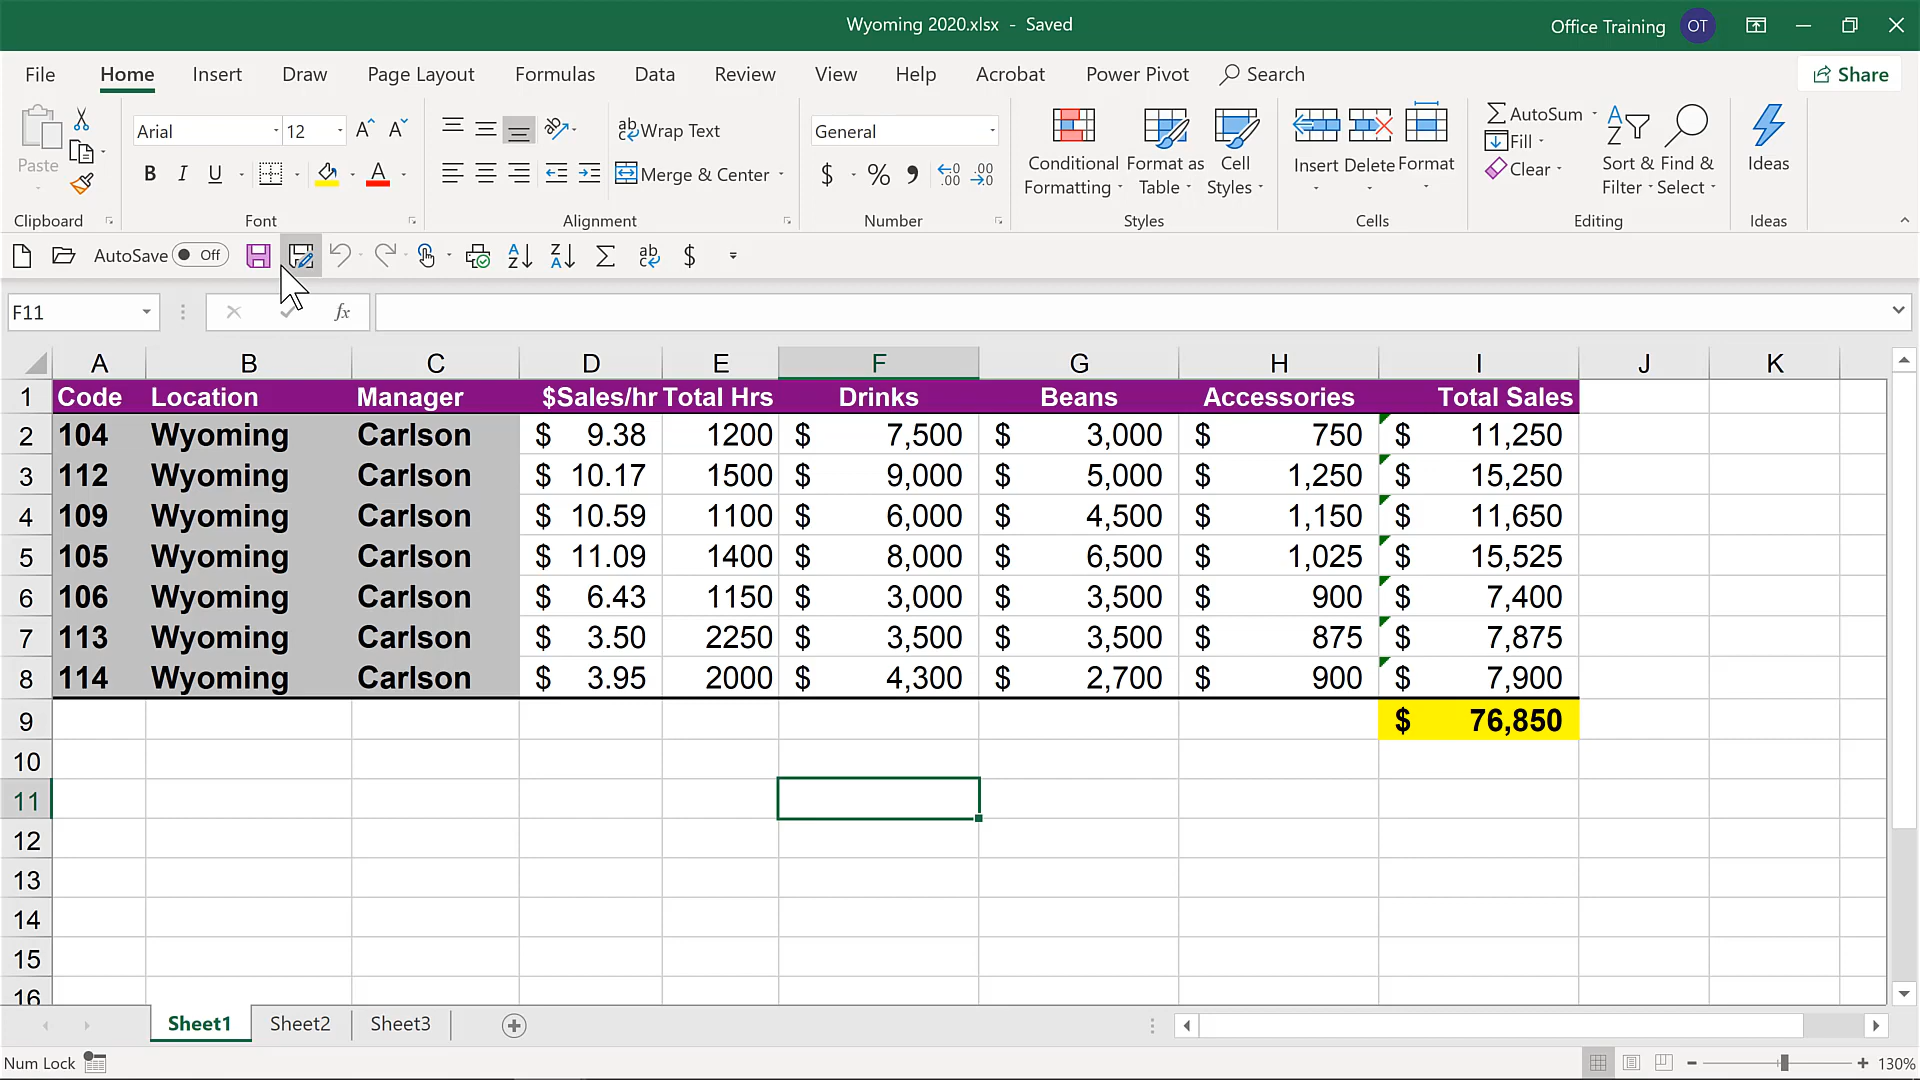 Wyoming 2020.xlsx - Saved
Office Training OT
File Home Insert Draw Page Layout Formulas Data Review View Help Acrobat Power Pivot Search Share
Paste
Clipboard
Arial 12 A A
B I U A
Font
ab Wrap Text
Merge & Center
Alignment
General
$ % , .00 .00
Number
Conditional Formatting
Format as Table
Cell Styles
Styles
Insert Delete Format
Cells
AutoSum
Fill
Clear
Sort & Filter
Find & Select
Editing
Ideas
Ideas
AutoSave Off
F11 fx
A B C D E F G H I J K
1 Code Location Manager $Sales/hr Total Hrs Drinks Beans Accessories Total Sales
2 104 Wyoming Carlson $ 9.38 1200 $ 7,500 $ 3,000 $ 750 $ 11,250
3 112 Wyoming Carlson $ 10.17 1500 $ 9,000 $ 5,000 $ 1,250 $ 15,250
4 109 Wyoming Carlson $ 10.59 1100 $ 6,000 $ 4,500 $ 1,150 $ 11,650
5 105 Wyoming Carlson $ 11.09 1400 $ 8,000 $ 6,500 $ 1,025 $ 15,525
6 106 Wyoming Carlson $ 6.43 1150 $ 3,000 $ 3,500 $ 900 $ 7,400
7 113 Wyoming Carlson $ 3.50 2250 $ 3,500 $ 3,500 $ 875 $ 7,875
8 114 Wyoming Carlson $ 3.95 2000 $ 4,300 $ 2,700 $ 900 $ 7,900
9 $ 76,850
10
11
12
13
14
15
16
Sheet1 Sheet2 Sheet3
Num Lock 130%